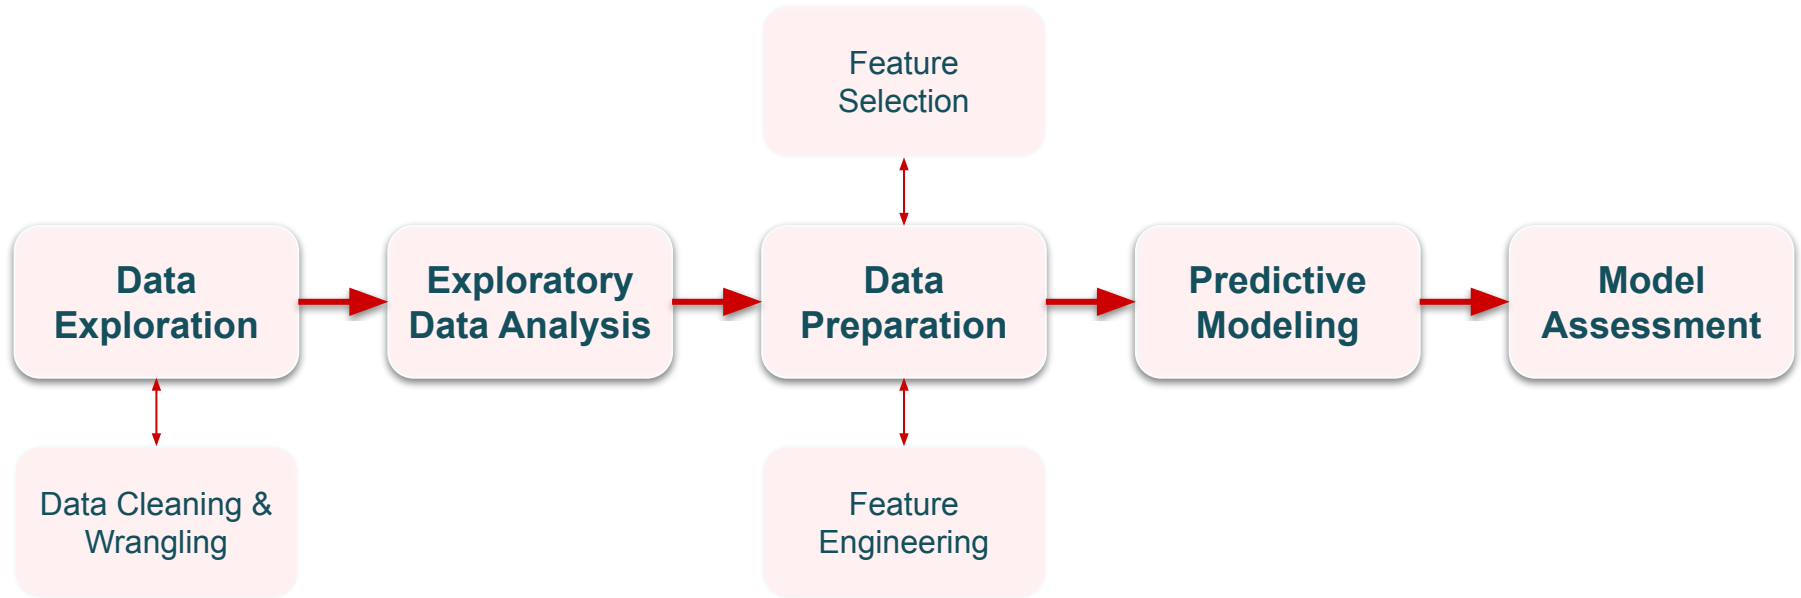 Feature
Selection
Data
Exploration
Exploratory
Data Analysis
Data
Preparation
Predictive
Modeling
Model
Assessment
Data Cleaning &
Wrangling
Feature
Engineering